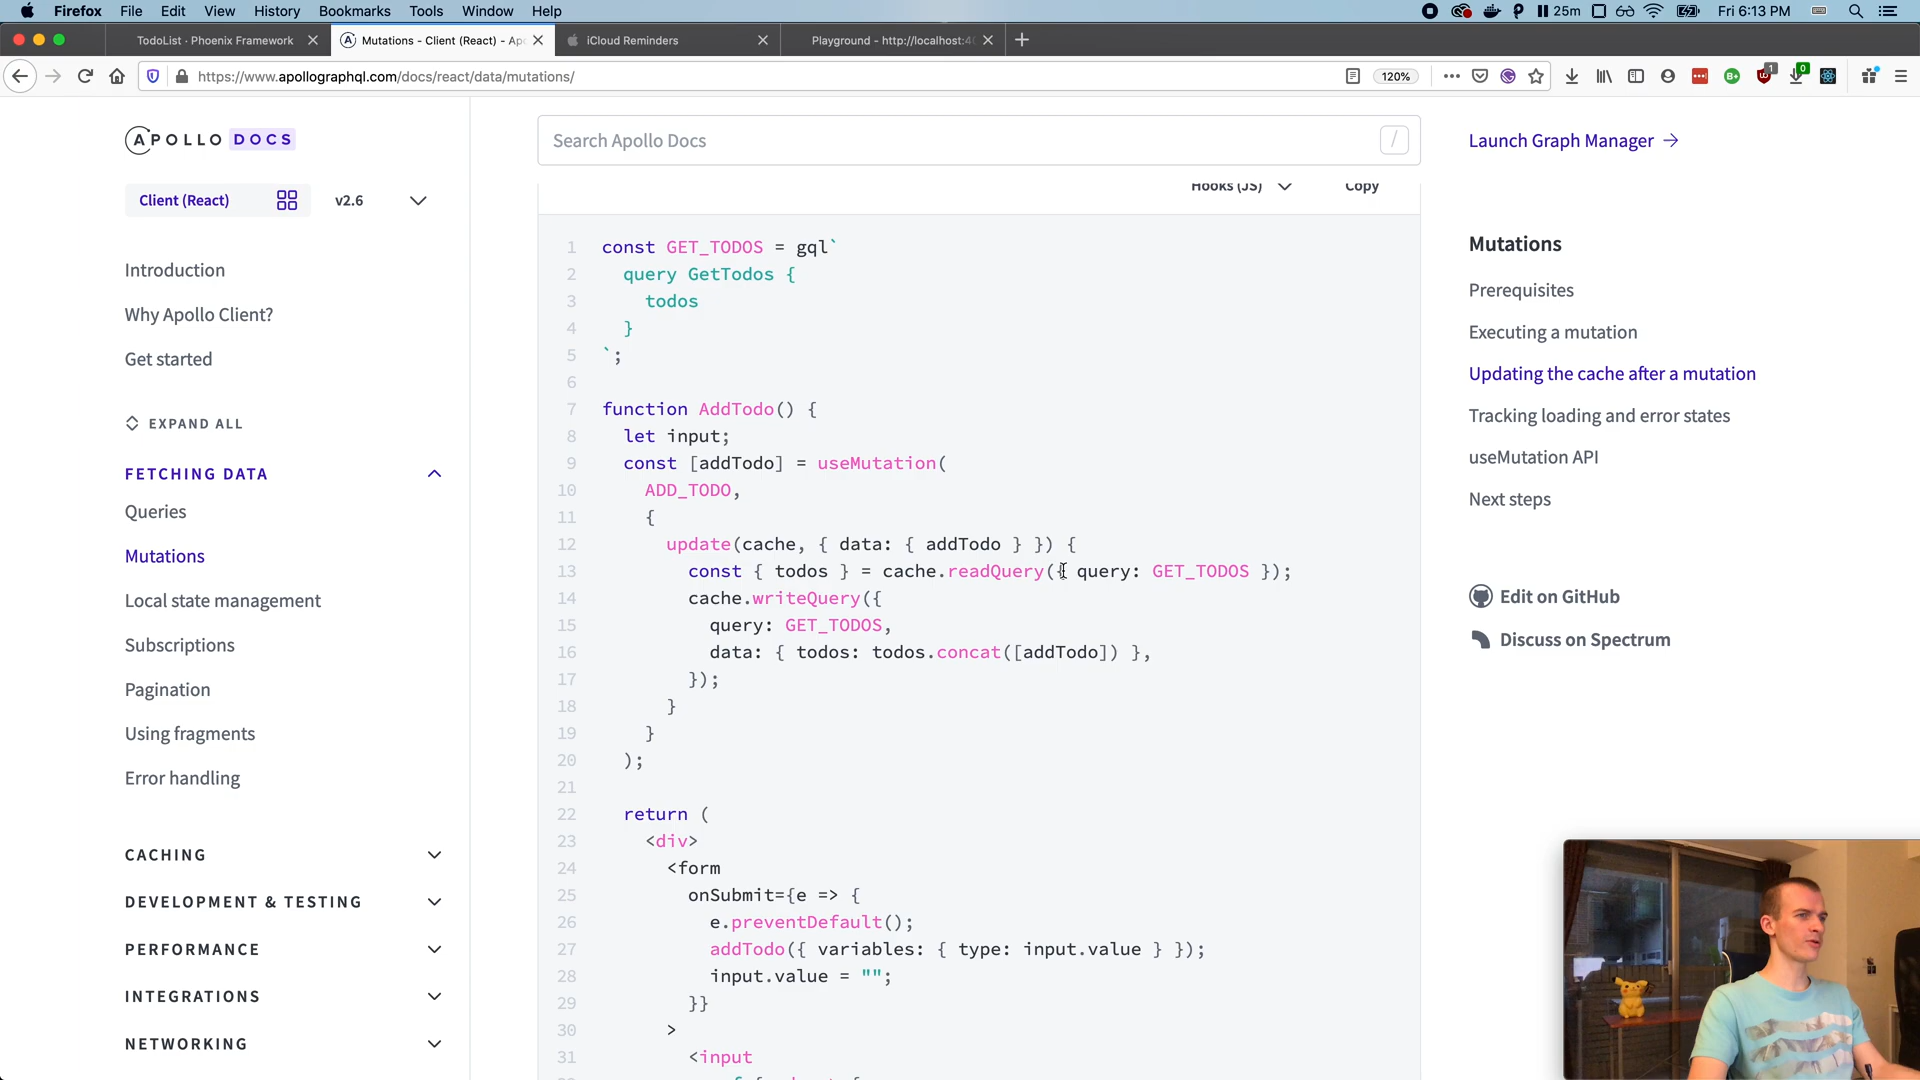 Firefox File Edit View History Bookmarks Tools Window Help 25m Fri 6:13 PM
TodoList · Phoenix Framework Mutations - Client (React) - Apo iCloud Reminders Playground - http://localhost:40
https://www.apollographql.com/docs/react/data/mutations/ 120% 1 0
APOLLO DOCS
Client (React) v2.6
Introduction
Why Apollo Client?
Get started
EXPAND ALL
FETCHING DATA
Queries
Mutations
Local state management
Subscriptions
Pagination
Using fragments
Error handling
CACHING
DEVELOPMENT & TESTING
PERFORMANCE
INTEGRATIONS
NETWORKING
Search Apollo Docs /
Hooks (JS) Copy
1 const GET_TODOS = gql`
2 query GetTodos {
3 todos
4 }
5 `;
6
7 function AddTodo() {
8 let input;
9 const [addTodo] = useMutation(
10 ADD_TODO,
11 {
12 update(cache, { data: { addTodo } }) {
13 const { todos } = cache.readQuery({ query: GET_TODOS });
14 cache.writeQuery({
15 query: GET_TODOS,
16 data: { todos: todos.concat([addTodo]) },
17 });
18 }
19 }
20 );
21
22 return (
23 <div>
24 <form
25 onSubmit={e => {
26 e.preventDefault();
27 addTodo({ variables: { type: input.value } });
28 input.value = "";
29 }}
30 >
31 <input
Launch Graph Manager →
Mutations
Prerequisites
Executing a mutation
Updating the cache after a mutation
Tracking loading and error states
useMutation API
Next steps
Edit on GitHub
Discuss on Spectrum